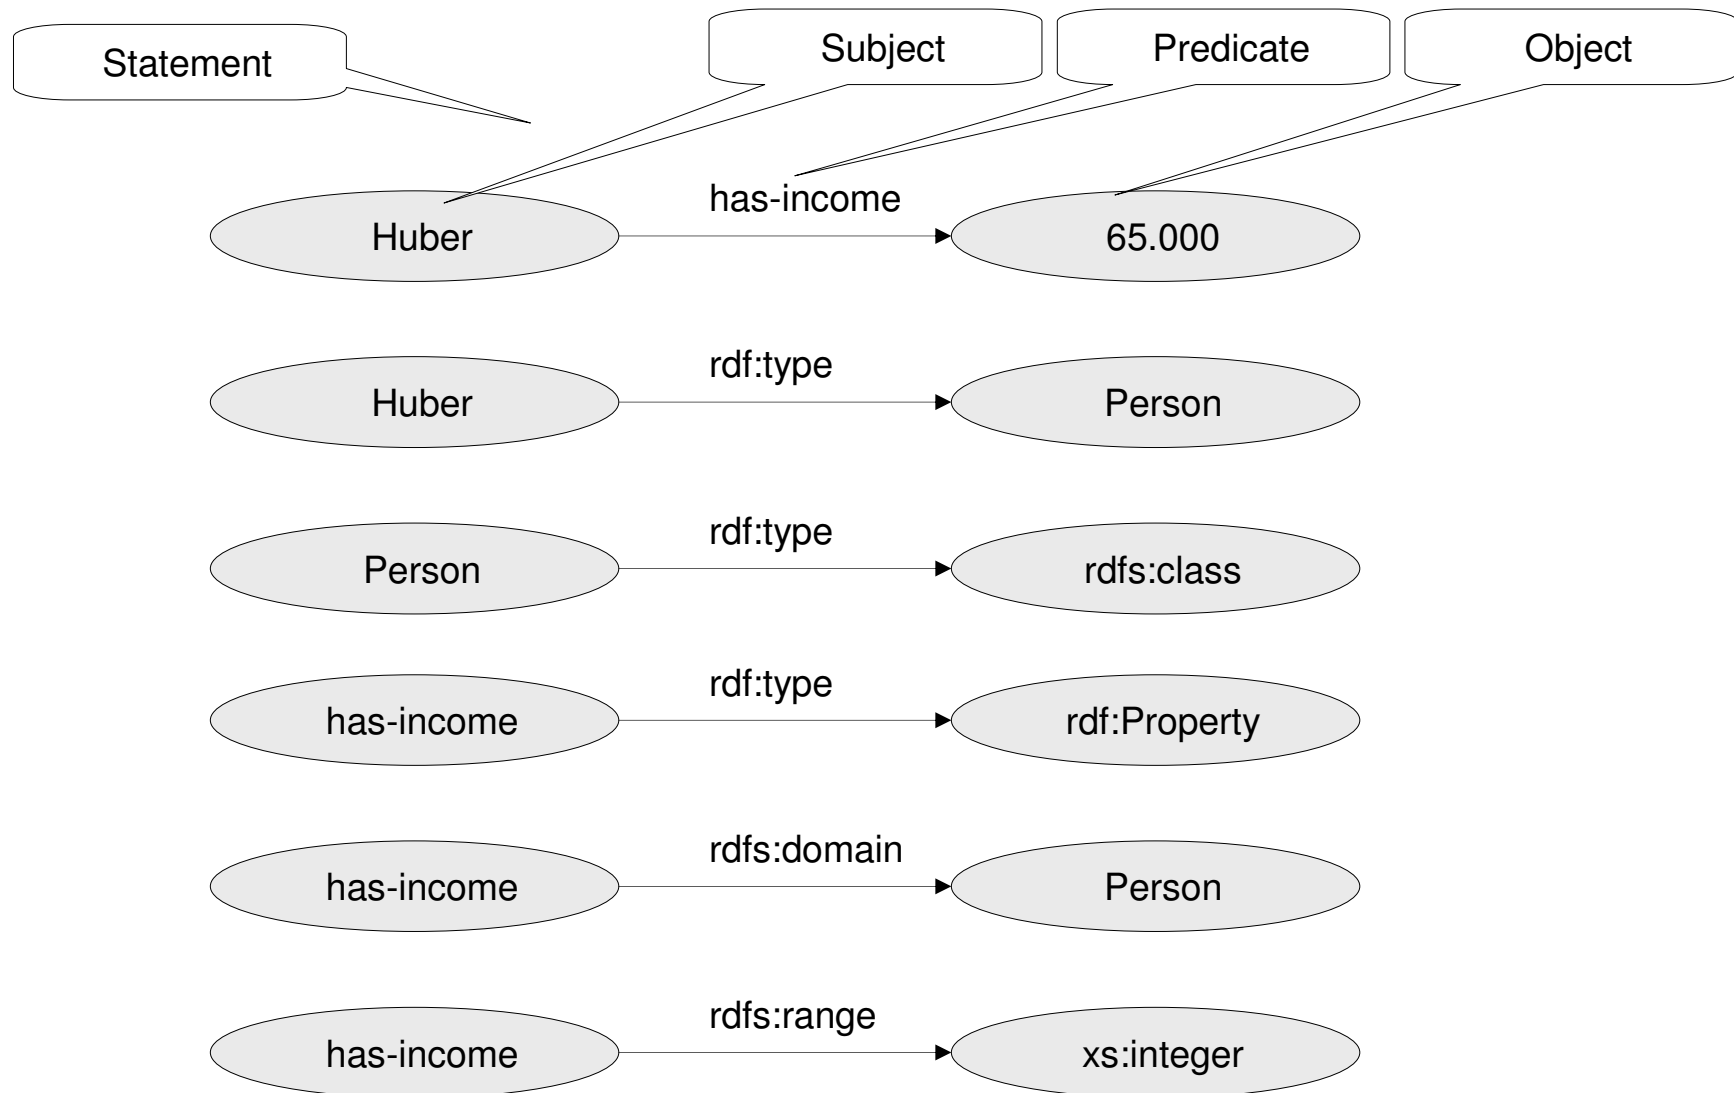 Statement
Subject
Predicate
Object
has-income
Huber
65.000
rdf:type
Huber
Person
rdf:type
Person
rdfs:class
rdf:type
has-income
rdf:Property
rdfs:domain
has-income
Person
rdfs:range
has-income
xs:integer